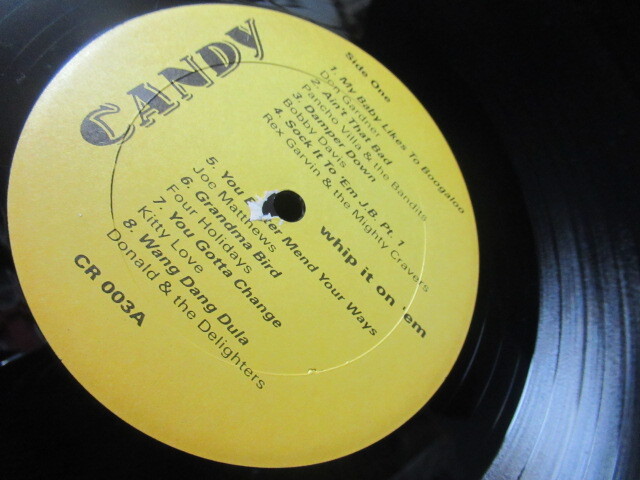 CANDY
Side One
1. My Baby Likes To Boogaloo
Don Gardner
2. Ain't That Bad
Pancho Villa & the Bandits
3. Damper Down
Bobby Davis
4. Sock It To 'Em J.B. Pt. 1
Rex Garvin & the Mighty Cravers
whip it on 'em
5. You Mend Your Ways
Joe Matthews
6. Grandma Bird
Four Holidays
7. You Gotta Change
Kitty Love
8. Wang Dang Dula
Donald & the Delighters
CR 003A